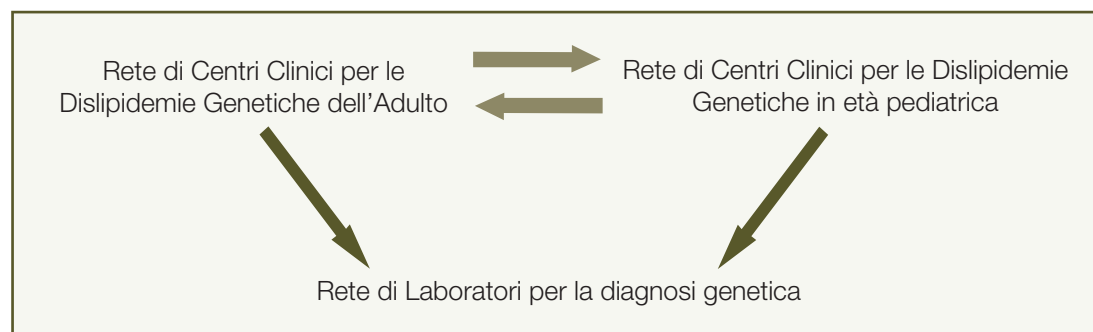 Rete di Centri Clinici per le
Dislipidemie Genetiche dell'Adulto
Rete di Centri Clinici per le Dislipidemie
Genetiche in età pediatrica
Rete di Laboratori per la diagnosi genetica